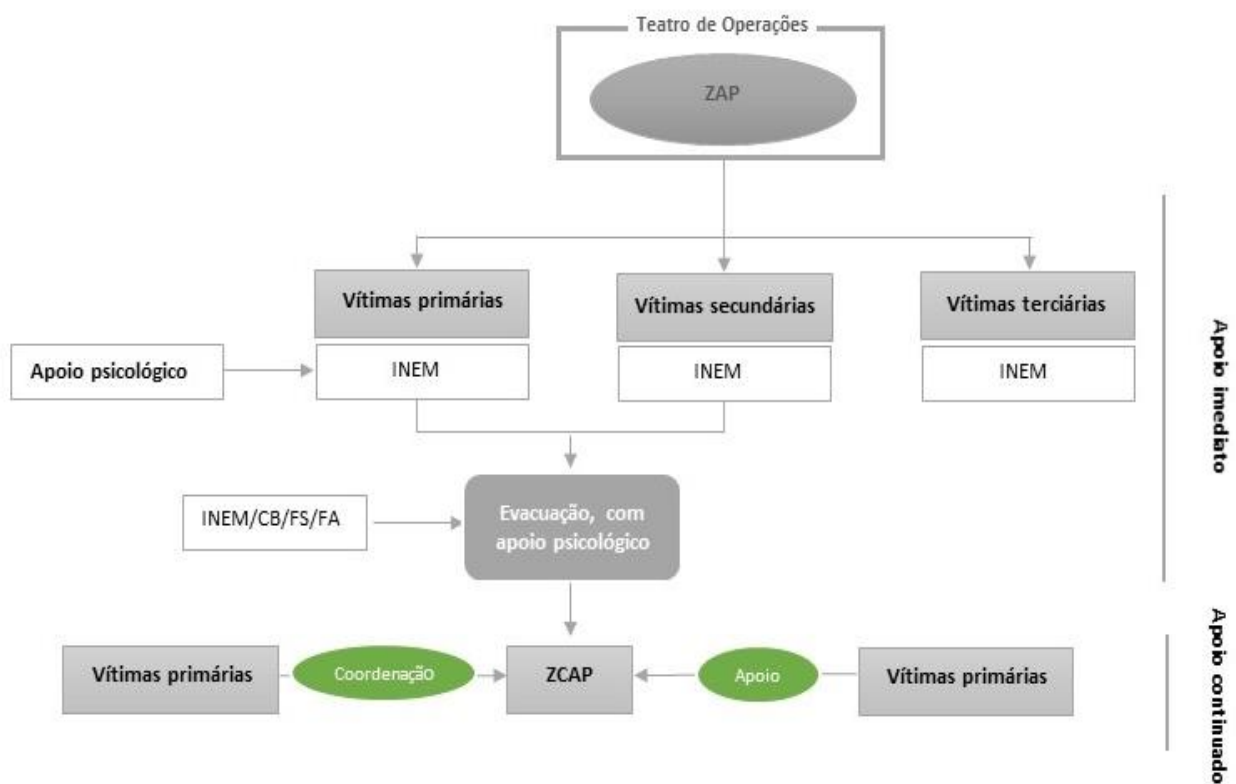 Teatro de Operações
ZAP
Vítimas primárias
Vítimas secundárias
Vítimas terciárias
Apoio psicológico
INEM
INEM
INEM
Apoio imediato
INEM/CB/FS/FA
Evacuação, com
apoio psicológico
Vítimas primárias
CoordenaçãO
ZCAP
Apoio
Vítimas primárias
Apoio continuado